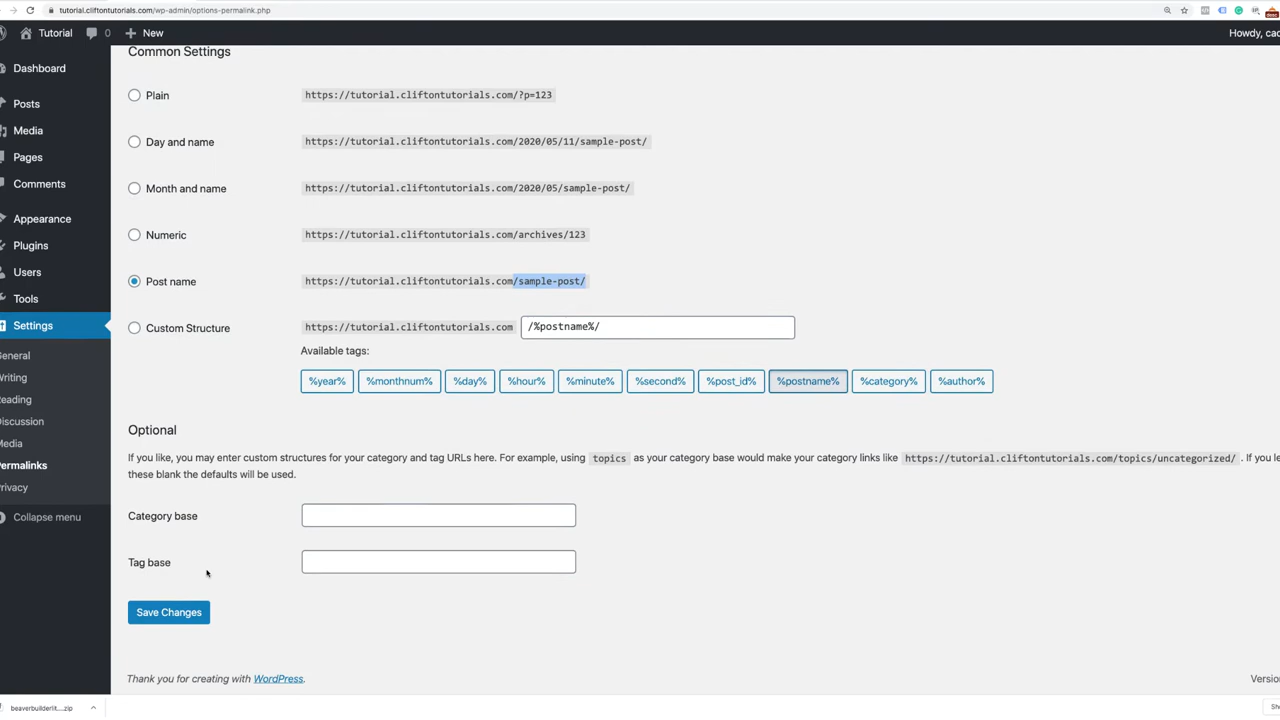 tutorial.cliftontutorials.com/wp-admin/options-permalink.php
Tutorial 0 New Howdy,
Dashboard
Posts
Media
Pages
Comments
Appearance
Plugins
Users
Tools
Settings
General
Writing
Reading
Discussion
Media
Permalinks
Privacy
Collapse menu
Common Settings
Plain https://tutorial.cliftontutorials.com/?p=123
Day and name https://tutorial.cliftontutorials.com/2020/05/11/sample-post/
Month and name https://tutorial.cliftontutorials.com/2020/05/sample-post/
Numeric https://tutorial.cliftontutorials.com/archives/123
Post name https://tutorial.cliftontutorials.com/sample-post/
Custom Structure https://tutorial.cliftontutorials.com /%postname%/
Available tags:
%year% %monthnum% %day% %hour% %minute% %second% %post_id% %postname% %category% %author%
Optional
If you like, you may enter custom structures for your category and tag URLs here. For example, using topics as your category base would make your category links like https://tutorial.cliftontutorials.com/topics/uncategorized/ . If you
these blank the defaults will be used.
Category base
Tag base
Save Changes
Thank you for creating with WordPress.
beaverbuilderlit....zip